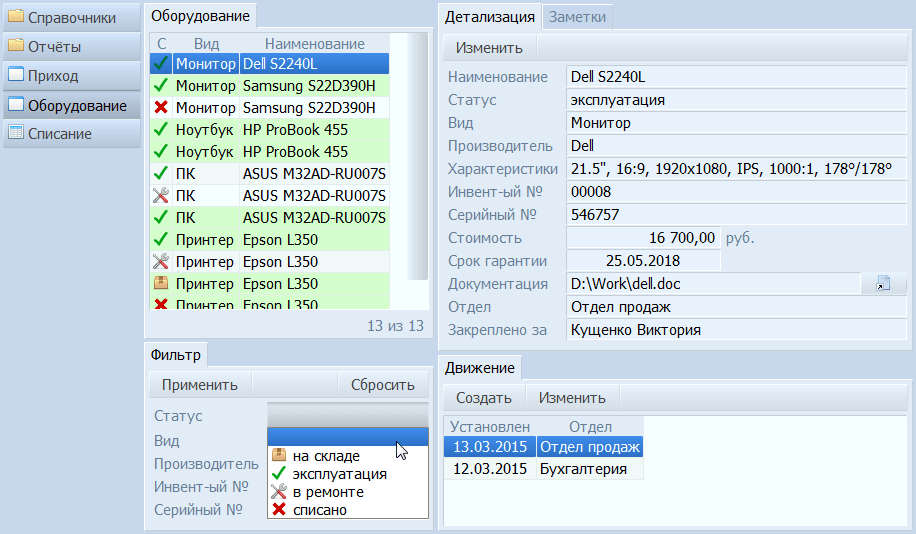 Справочники
Отчёты
Приход
Оборудование
Списание
Оборудование
С Вид Наименование
Монитор Dell S2240L
Монитор Samsung S22D390H
Монитор Samsung S22D390H
Ноутбук HP ProBook 455
Ноутбук HP ProBook 455
ПК ASUS M32AD-RU007S
ПК ASUS M32AD-RU007S
ПК ASUS M32AD-RU007S
Принтер Epson L350
Принтер Epson L350
Принтер Epson L350
Принтер Epson L350
13 из 13
Фильтр
Применить Сбросить
Статус
Вид
Производитель
Инвент-ый №
Серийный №
на складе
эксплуатация
в ремонте
списано
Детализация Заметки
Изменить
Наименование Dell S2240L
Статус эксплуатация
Вид Монитор
Производитель Dell
Характеристики 21.5", 16:9, 1920x1080, IPS, 1000:1, 178º/178º
Инвент-ый № 00008
Серийный № 546757
Стоимость 16 700,00 руб.
Срок гарантии 25.05.2018
Документация D:\Work\dell.doc
Отдел Отдел продаж
Закреплено за Кущенко Виктория
Движение
Создать Изменить
Установлен Отдел
13.03.2015 Отдел продаж
12.03.2015 Бухгалтерия